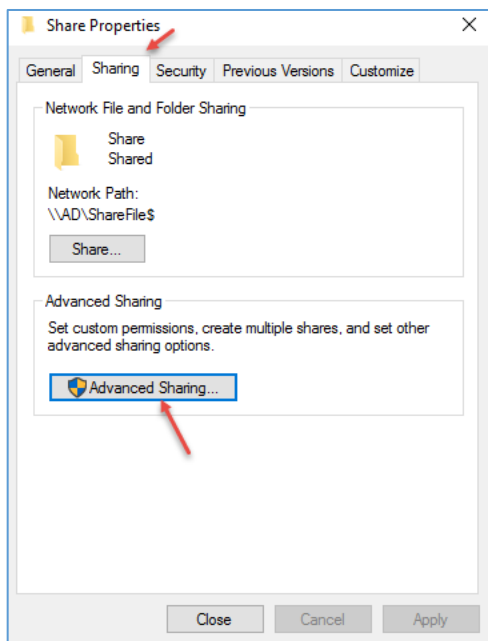 Share Properties
General Sharing Security Previous Versions Customize
Network File and Folder Sharing
Share
Shared
Network Path:
\\AD\ShareFile$
Share...
Advanced Sharing
Set custom permissions, create multiple shares, and set other
advanced sharing options.
Advanced Sharing...
Close Cancel Apply